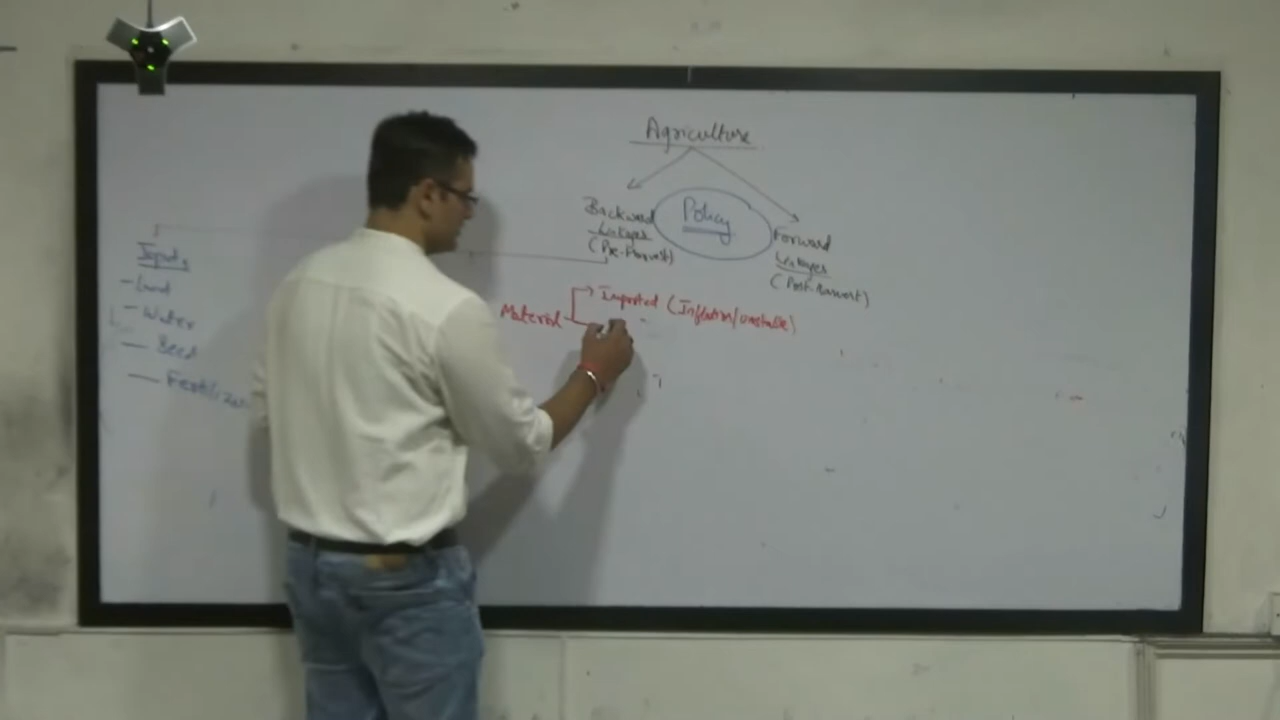 Agriculture
Backward
Linkages
(Pre-Harvest)
Policy
Forward
Linkages
(Post-Harvest)
Inputs
- Land
- Water
- Seed
- Fertilizer
Material
Imported (Inflation/Unstable)